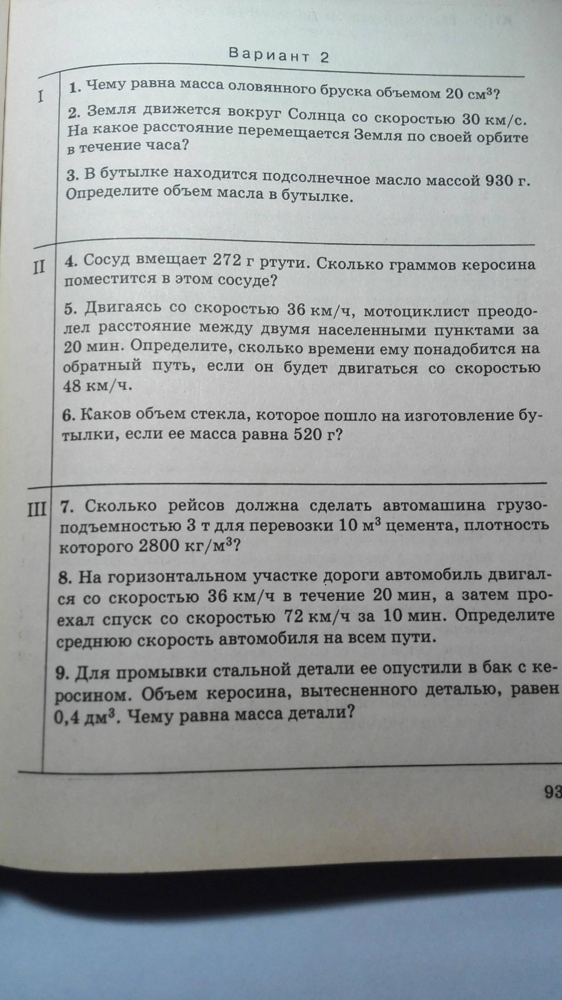 Вариант 2
I
1. Чему равна масса оловянного бруска объемом 20 см³?
2. Земля движется вокруг Солнца со скоростью 30 км/с.
На какое расстояние перемещается Земля по своей орбите
в течение часа?
3. В бутылке находится подсолнечное масло массой 930 г.
Определите объем масла в бутылке.
II
4. Сосуд вмещает 272 г ртути. Сколько граммов керосина
поместится в этом сосуде?
5. Двигаясь со скоростью 36 км/ч, мотоциклист преодо-
лел расстояние между двумя населенными пунктами за
20 мин. Определите, сколько времени ему понадобится на
обратный путь, если он будет двигаться со скоростью
48 км/ч.
6. Каков объем стекла, которое пошло на изготовление бу-
тылки, если ее масса равна 520 г?
III
7. Сколько рейсов должна сделать автомашина грузо-
подъемностью 3 т для перевозки 10 м³ цемента, плотность
которого 2800 кг/м³?
8. На горизонтальном участке дороги автомобиль двигал-
ся со скоростью 36 км/ч в течение 20 мин, а затем про-
ехал спуск со скоростью 72 км/ч за 10 мин. Определите
среднюю скорость автомобиля на всем пути.
9. Для промывки стальной детали ее опустили в бак с ке-
росином. Объем керосина, вытесненного деталью, равен
0,4 дм³. Чему равна масса детали?
93